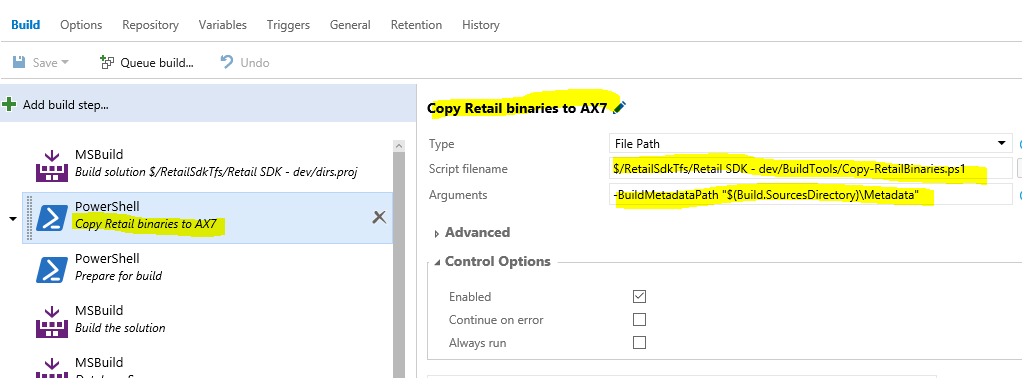 Build Options Repository Variables Triggers General Retention History
Save Queue build... Undo
Add build step...
MSBuild
Build solution $/RetailSdkTfs/Retail SDK - dev/dirs.proj
PowerShell
Copy Retail binaries to AX7
PowerShell
Prepare for build
MSBuild
Build the solution
MSBuild
Copy Retail binaries to AX7
Type File Path
Script filename $/RetailSdkTfs/Retail SDK - dev/BuildTools/Copy-RetailBinaries.ps1
Arguments -BuildMetadataPath "$(Build.SourcesDirectory)\Metadata"
Advanced
Control Options
Enabled
Continue on error
Always run